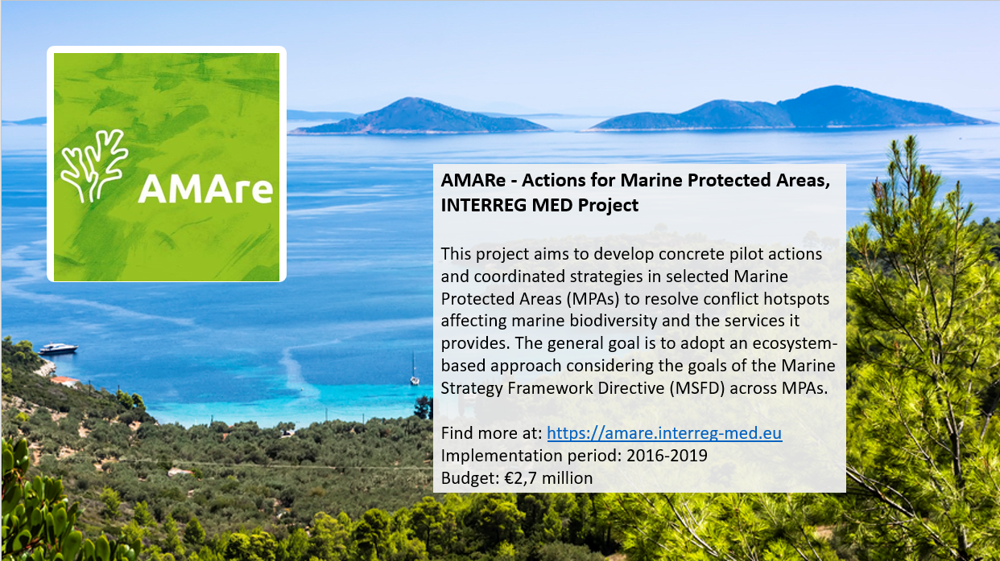 AMAre
AMARe - Actions for Marine Protected Areas,
INTERREG MED Project
This project aims to develop concrete pilot actions
and coordinated strategies in selected Marine
Protected Areas (MPAs) to resolve conflict hotspots
affecting marine biodiversity and the services it
provides. The general goal is to adopt an ecosystem-
based approach considering the goals of the Marine
Strategy Framework Directive (MSFD) across MPAs.
Find more at: https://amare.interreg-med.eu
Implementation period: 2016-2019
Budget: €2,7 million